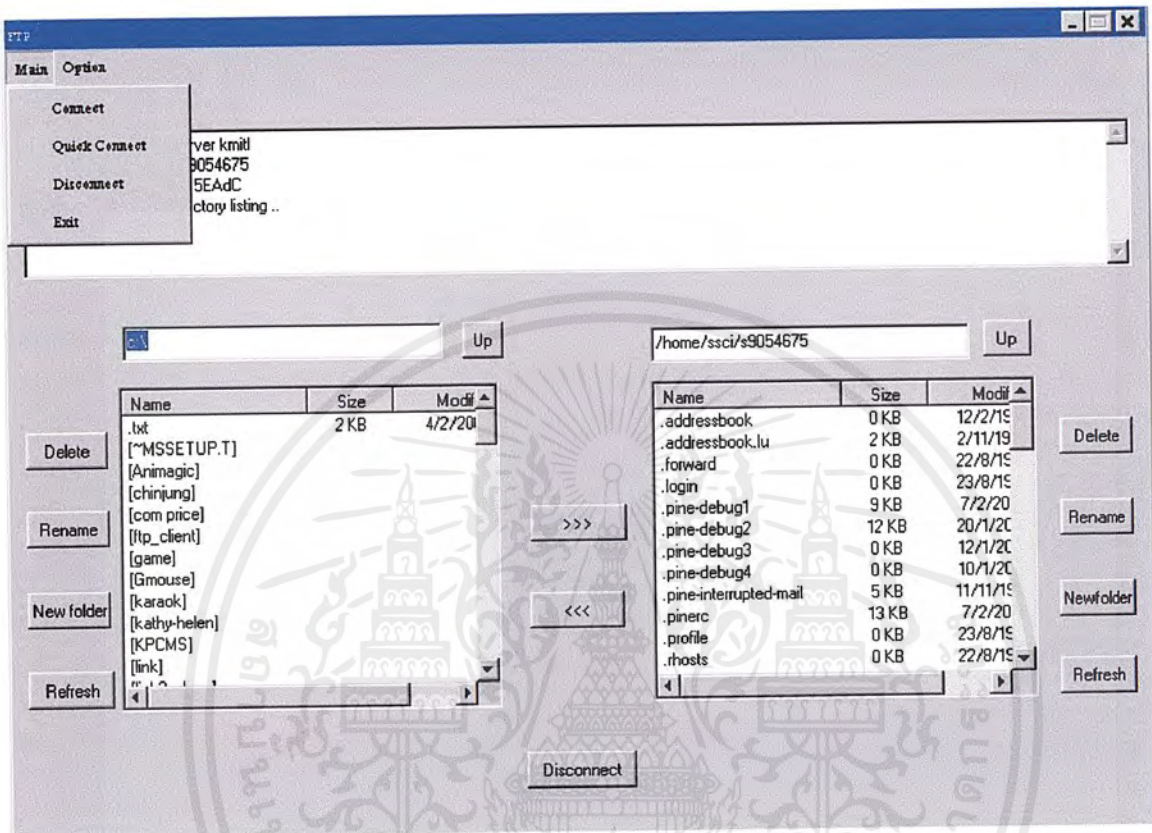 FTP
Main Option
Connect
Quick Connect
Disconnect
Exit
ver kmitl
9054675
5EAdC
ctory listing ..
c:\ Up
/home/ssci/s9054675 Up
Name Size Modif
.txt 2 KB 4/2/200
[~MSSETUP.T]
[Animagic]
[chinjung]
[com price]
[ftp_client]
[game]
[Gmouse]
[karaok]
[kathy-helen]
[KPCMS]
[link]
Delete
Rename
New folder
Refresh
>>>
<<<
Name Size Modif
.addressbook 0 KB 12/2/19
.addressbook.lu 2 KB 2/11/19
.forward 0 KB 22/8/19
.login 0 KB 23/8/19
.pine-debug1 9 KB 7/2/20
.pine-debug2 12 KB 20/1/20
.pine-debug3 0 KB 12/1/20
.pine-debug4 0 KB 10/1/20
.pine-interrupted-mail 5 KB 11/11/19
.pinerc 13 KB 7/2/20
.profile 0 KB 23/8/19
.rhosts 0 KB 22/8/19
Delete
Rename
Newfolder
Refresh
Disconnect